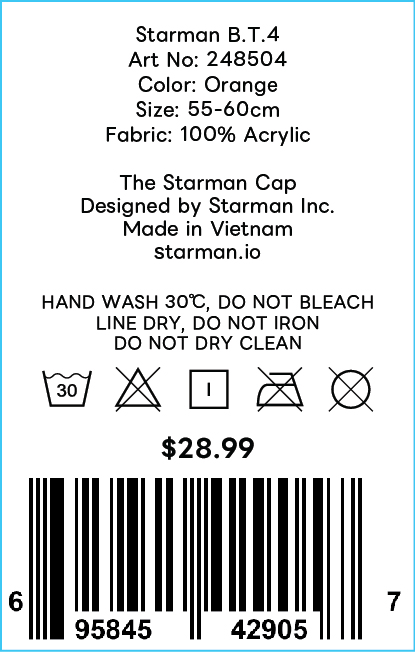 Starman B.T.4
Art No: 248504
Color: Orange
Size: 55-60cm
Fabric: 100% Acrylic
The Starman Cap
Designed by Starman Inc.
Made in Vietnam
starman.io
HAND WASH 30℃, DO NOT BLEACH
LINE DRY, DO NOT IRON
DO NOT DRY CLEAN
30
$28.99
6 95845 42905 7